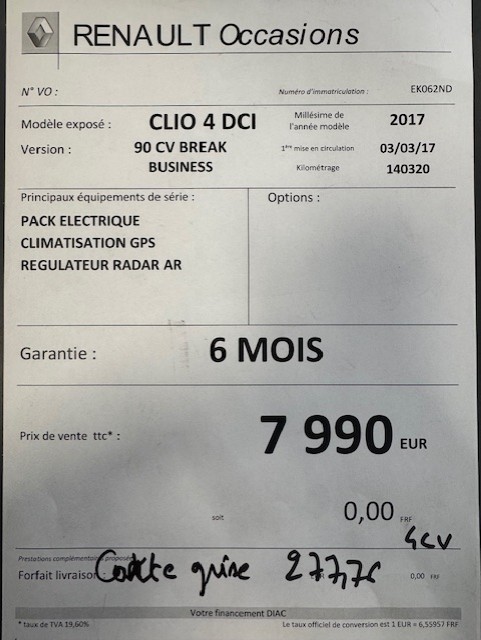 RENAULT Occasions
N° VO :
Numéro d'immatriculation : EK062ND
Modèle exposé : CLIO 4 DCI
Millésime de l'année modèle 2017
Version : 90 CV BREAK
1ère mise en circulation 03/03/17
BUSINESS
Kilométrage 140320
Principaux équipements de série :
Options :
PACK ELECTRIQUE
CLIMATISATION GPS
REGULATEUR RADAR AR
Garantie : 6 MOIS
Prix de vente ttc* : 7 990 EUR
soit 0,00 FRF
4CV
Prestations complémentaires proposées
Forfait livraison Carte grise 277,76 0,00 FRF
Votre financement DIAC
* taux de TVA 19,60%
Le taux officiel de conversion est 1 EUR = 6,55957 FRF